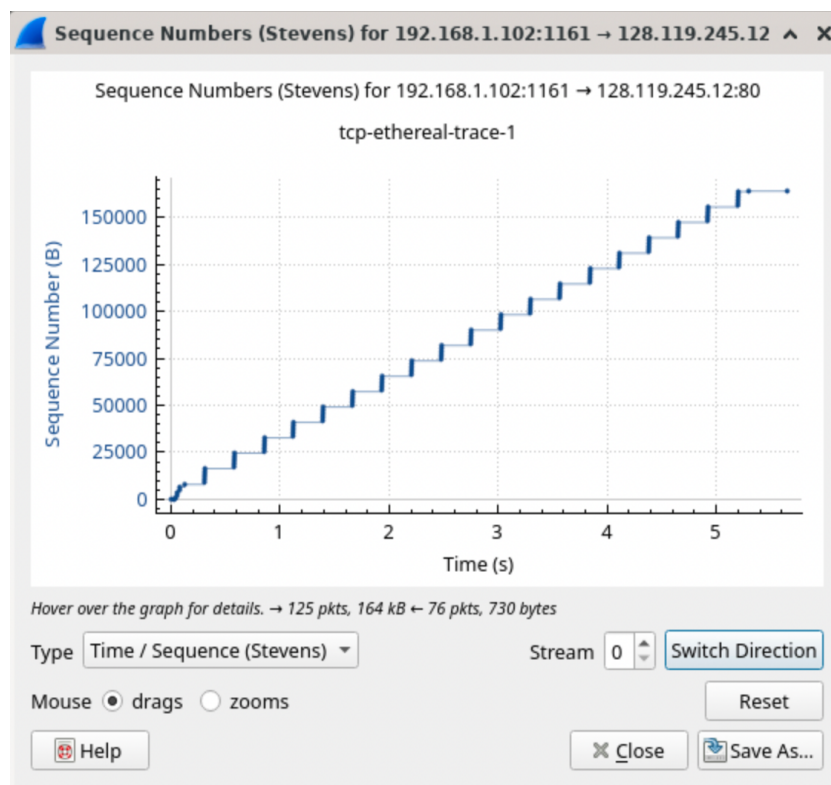 Sequence Numbers (Stevens) for 192.168.1.102:1161 → 128.119.245.12
Sequence Numbers (Stevens) for 192.168.1.102:1161 → 128.119.245.12:80
tcp-ethereal-trace-1
Sequence Number (B)
150000
125000
100000
75000
50000
25000
0
0 1 2 3 4 5
Time (s)
Hover over the graph for details. → 125 pkts, 164 kB ← 76 pkts, 730 bytes
Type Time / Sequence (Stevens) Stream 0 Switch Direction
Mouse drags zooms Reset
Help Close Save As...